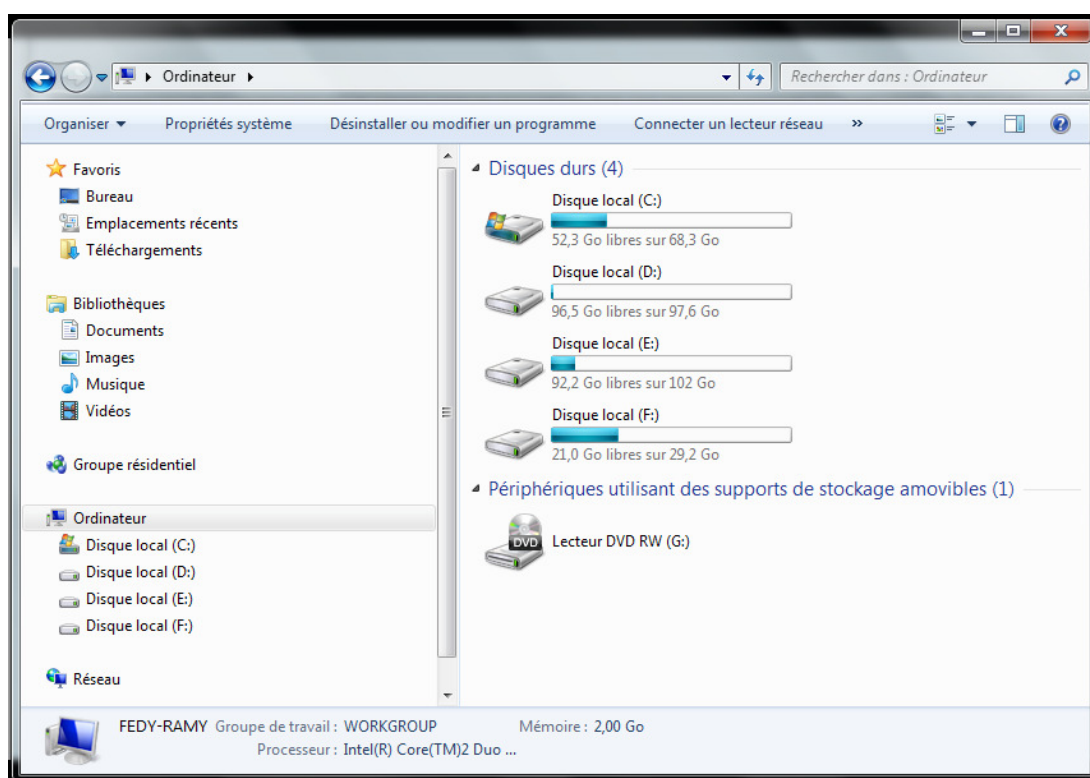 Ordinateur
Rechercher dans : Ordinateur
Organiser
Propriétés système
Désinstaller ou modifier un programme
Connecter un lecteur réseau
»
Favoris
Bureau
Emplacements récents
Téléchargements
Bibliothèques
Documents
Images
Musique
Vidéos
Groupe résidentiel
Ordinateur
Disque local (C:)
Disque local (D:)
Disque local (E:)
Disque local (F:)
Réseau
Disques durs (4)
Disque local (C:)
52,3 Go libres sur 68,3 Go
Disque local (D:)
96,5 Go libres sur 97,6 Go
Disque local (E:)
92,2 Go libres sur 102 Go
Disque local (F:)
21,0 Go libres sur 29,2 Go
Périphériques utilisant des supports de stockage amovibles (1)
DVD
Lecteur DVD RW (G:)
FEDY-RAMY Groupe de travail : WORKGROUP Mémoire : 2,00 Go
Processeur : Intel(R) Core(TM)2 Duo ...